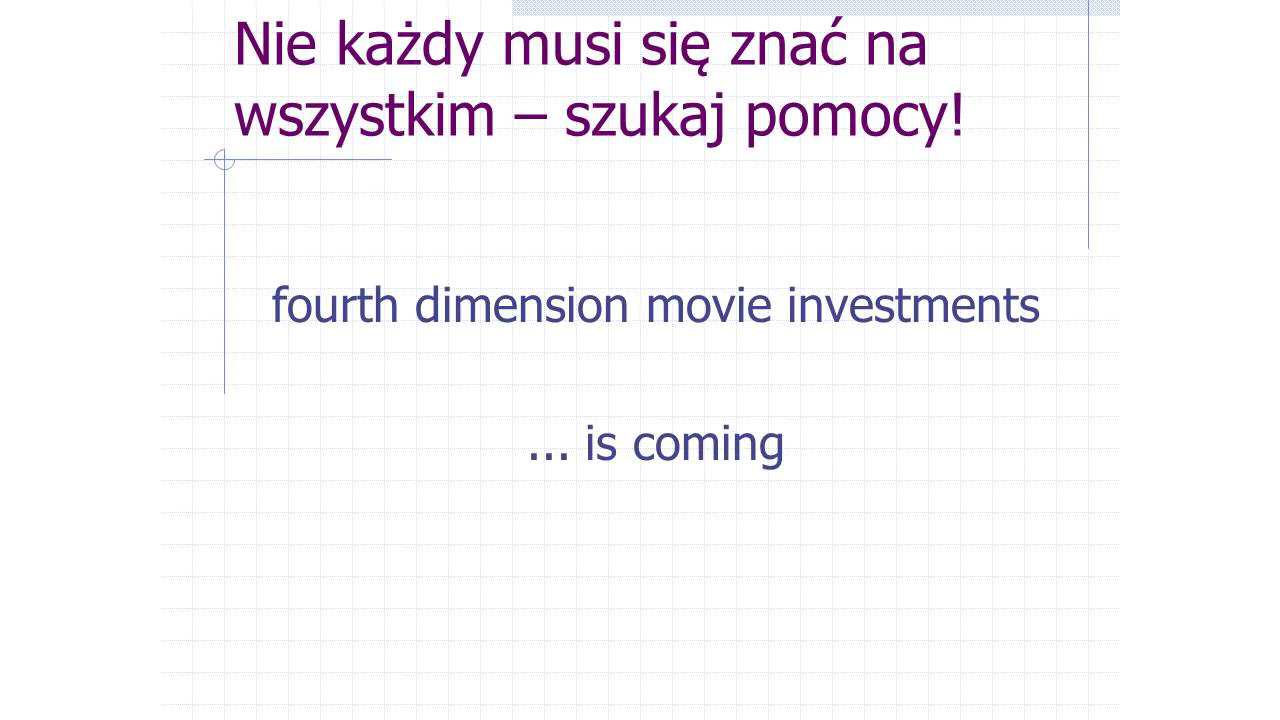 Nie każdy musi się znać na
wszystkim – szukaj pomocy!
fourth dimension movie investments
... is coming